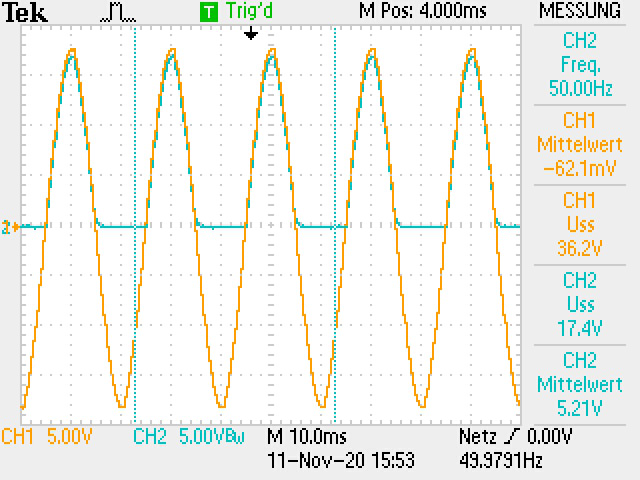 Tek T Trig'd M Pos: 4.000ms MESSUNG
CH2
Freq.
50.00Hz
CH1
Mittelwert
-62.1mV
CH1
Uss
36.2V
CH2
Uss
17.4V
CH2
Mittelwert
5.21V
2
CH1 5.00V CH2 5.00VBw M 10.0ms Netz 0.00V
11-Nov-20 15:53 49.9791Hz